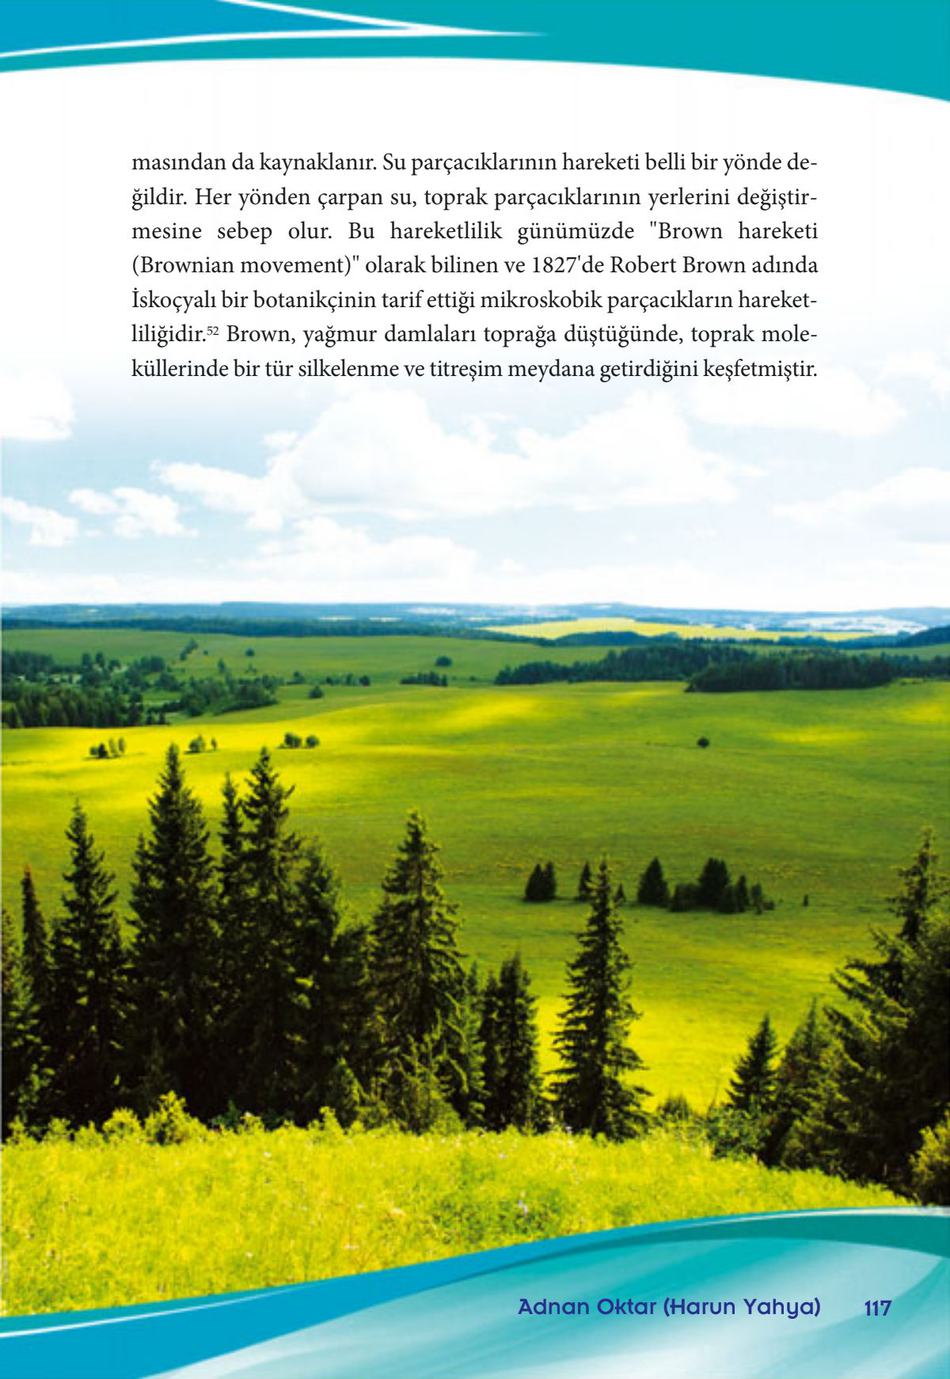 masından da kaynaklanır. Su parçacıklarının hareketi belli bir yönde de-
ğildir. Her yönden çarpan su, toprak parçacıklarının yerlerini değiştir-
mesine sebep olur. Bu hareketlilik günümüzde "Brown hareketi
(Brownian movement)" olarak bilinen ve 1827'de Robert Brown adında
İskoçyalı bir botanikçinin tarif ettiği mikroskobik parçacıkların hareket-
liliğidir.52 Brown, yağmur damlaları toprağa düştüğünde, toprak mole-
küllerinde bir tür silkelenme ve titreşim meydana getirdiğini keşfetmiştir.
Adnan Oktar (Harun Yahya) 117